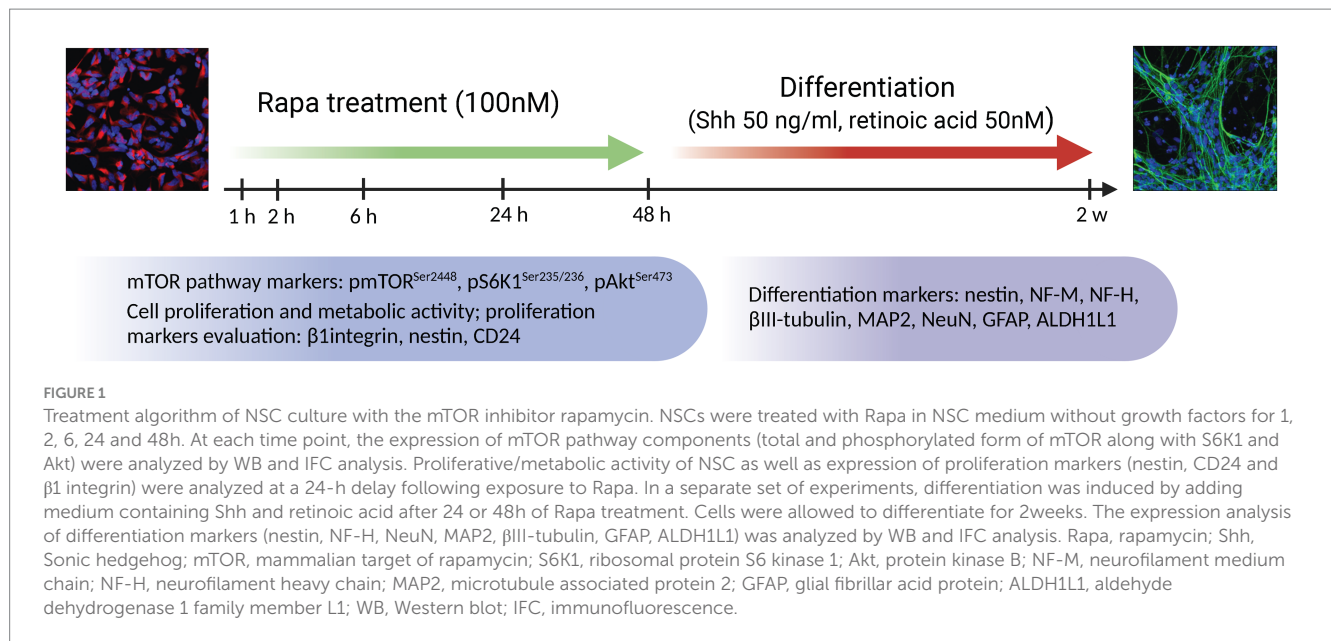 Rapa treatment (100nM)
Differentiation
(Shh 50 ng/ml, retinoic acid 50nM)
1 h 2 h 6 h 24 h 48 h 2 w
mTOR pathway markers: pmTORSer2448, pS6K1Ser235/236, pAktSer473
Cell proliferation and metabolic activity; proliferation
markers evaluation: β1integrin, nestin, CD24
Differentiation markers: nestin, NF-M, NF-H,
βIII-tubulin, MAP2, NeuN, GFAP, ALDH1L1
FIGURE 1
Treatment algorithm of NSC culture with the mTOR inhibitor rapamycin. NSCs were treated with Rapa in NSC medium without growth factors for 1,
2, 6, 24 and 48h. At each time point, the expression of mTOR pathway components (total and phosphorylated form of mTOR along with S6K1 and
Akt) were analyzed by WB and IFC analysis. Proliferative/metabolic activity of NSC as well as expression of proliferation markers (nestin, CD24 and
β1 integrin) were analyzed at a 24-h delay following exposure to Rapa. In a separate set of experiments, differentiation was induced by adding
medium containing Shh and retinoic acid after 24 or 48h of Rapa treatment. Cells were allowed to differentiate for 2weeks. The expression analysis
of differentiation markers (nestin, NF-H, NeuN, MAP2, βIII-tubulin, GFAP, ALDH1L1) was analyzed by WB and IFC analysis. Rapa, rapamycin; Shh,
Sonic hedgehog; mTOR, mammalian target of rapamycin; S6K1, ribosomal protein S6 kinase 1; Akt, protein kinase B; NF-M, neurofilament medium
chain; NF-H, neurofilament heavy chain; MAP2, microtubule associated protein 2; GFAP, glial fibrillar acid protein; ALDH1L1, aldehyde
dehydrogenase 1 family member L1; WB, Western blot; IFC, immunofluorescence.